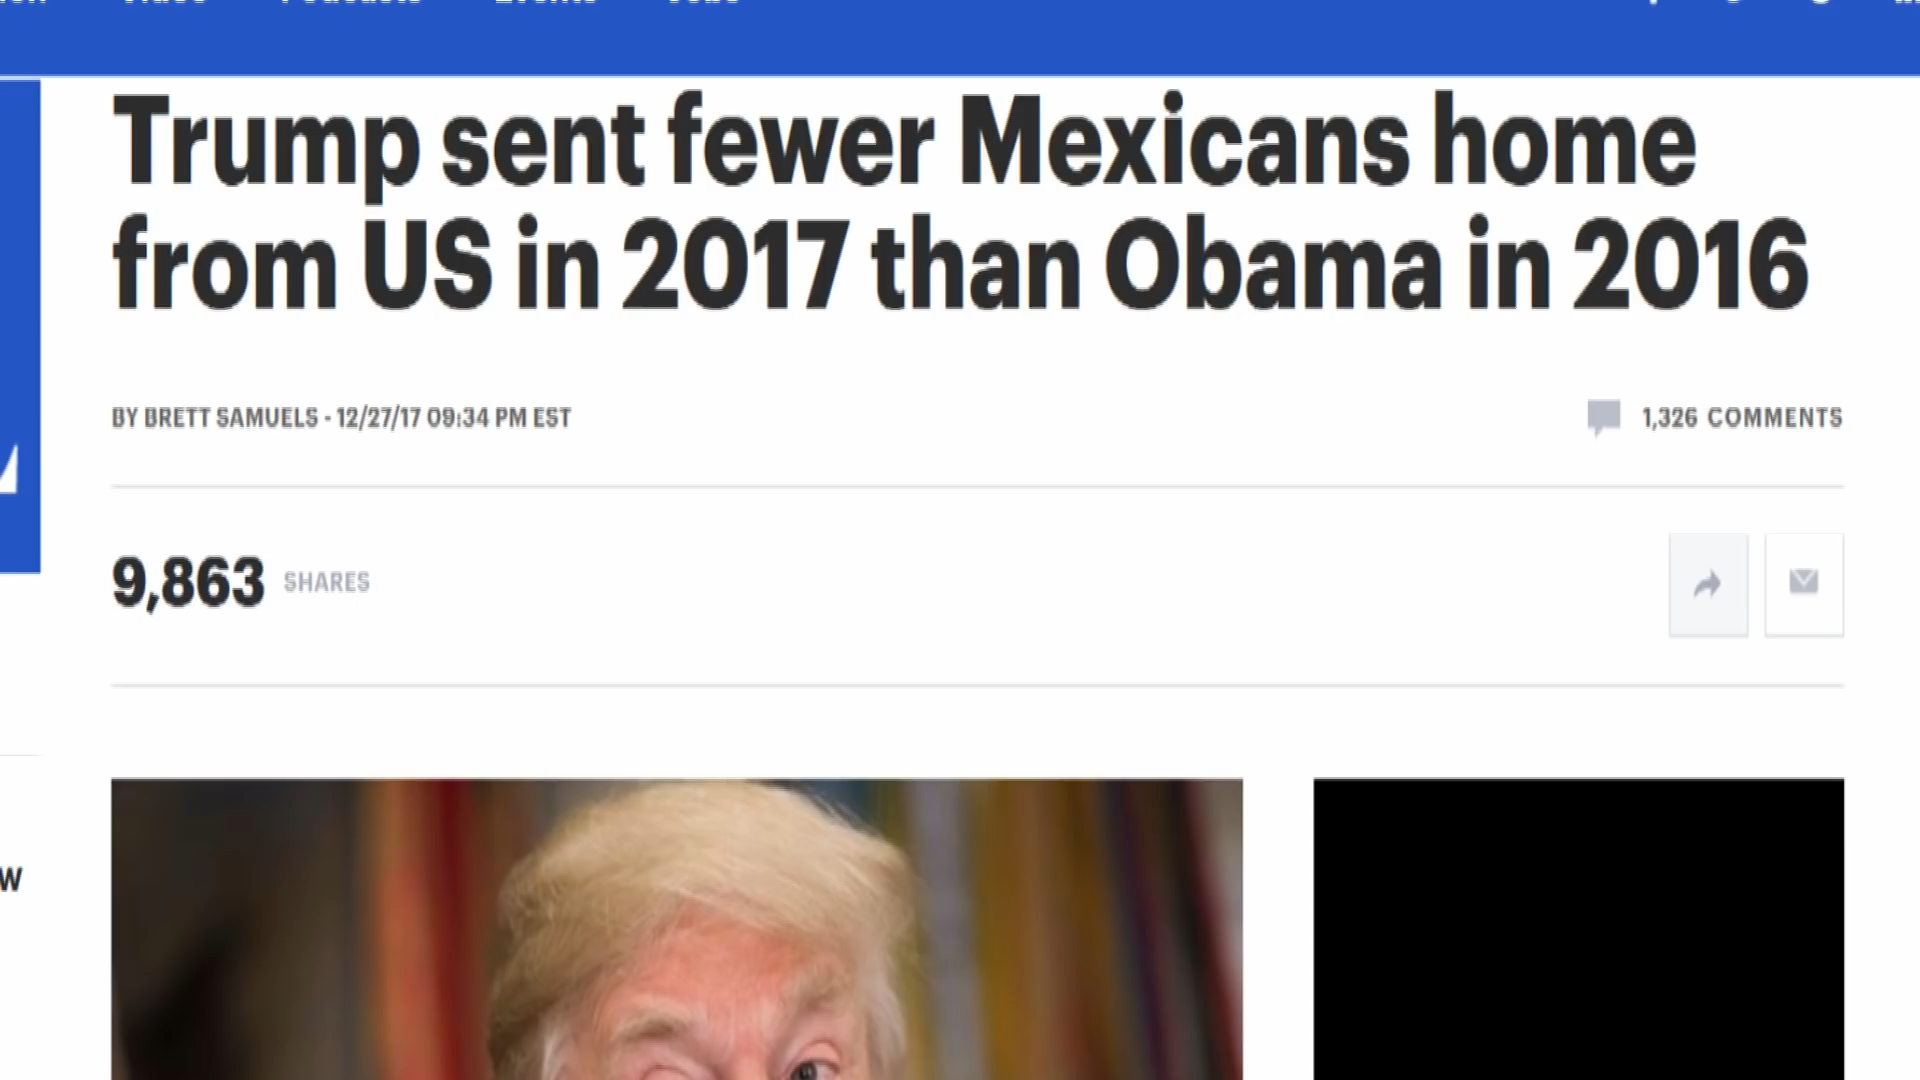 Trump sent fewer Mexicans home
from US in 2017 than Obama in 2016
BY BRETT SAMUELS - 12/27/17 09:34 PM EST
1,326 COMMENTS
9,863 SHARES